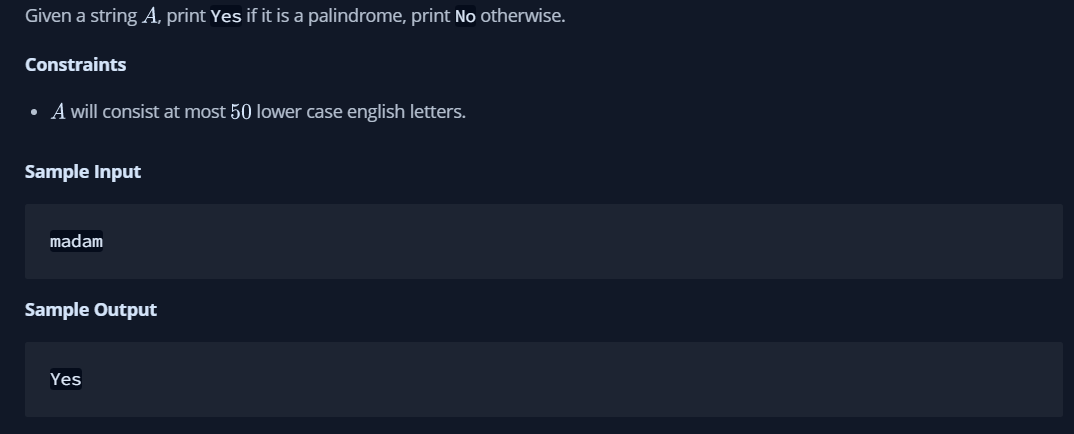 Given a string A, print Yes if it is a palindrome, print No otherwise.
Constraints
• A will consist at most 50 lower case english letters.
Sample Input
madam
Sample Output
Yes